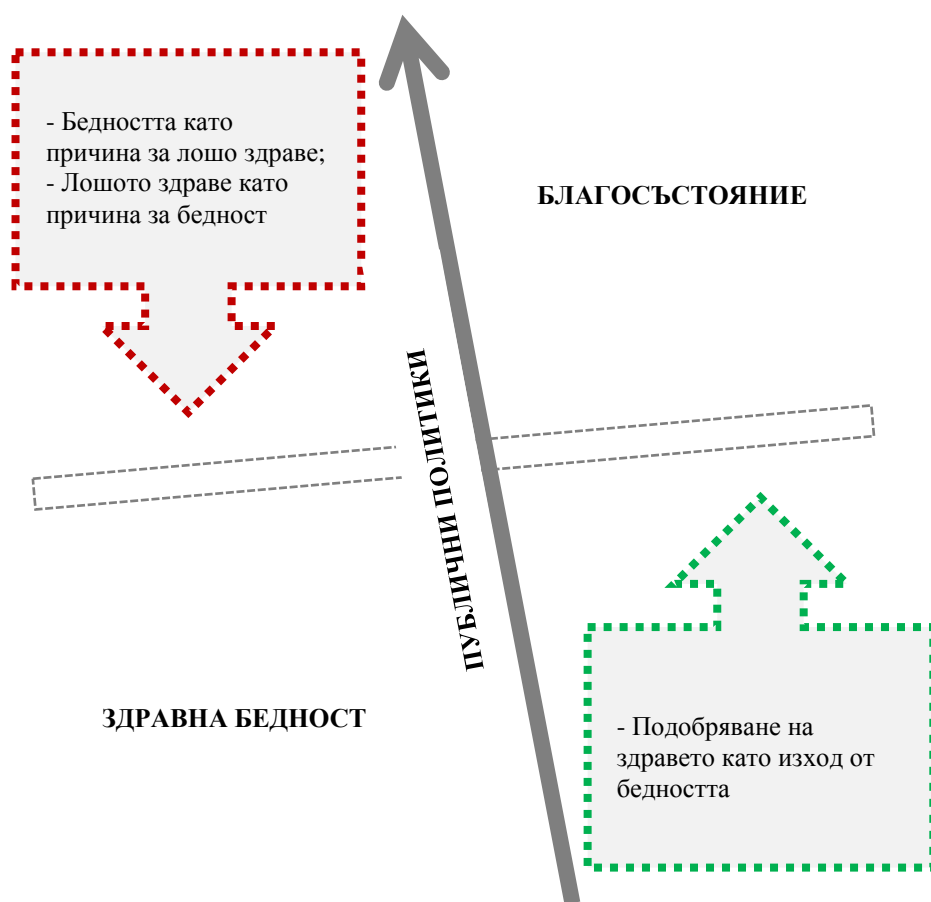 - Бедността като
причина за лошо здраве;
- Лошото здраве като
причина за бедност
БЛАГОСЪСТОЯНИЕ
ПУБЛИЧНИ ПОЛИТИКИ
ЗДРАВНА БЕДНОСТ
- Подобряване на
здравето като изход от
бедността